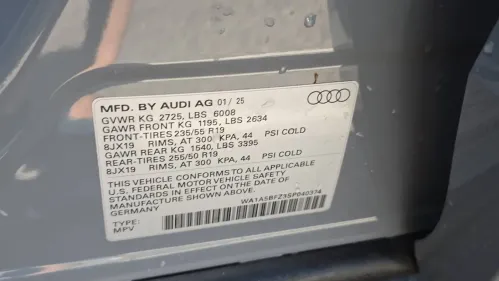 MFD. BY AUDI AG 01/25
GVWR KG 2725, LBS 6008
GAWR FRONT KG 1195, LBS 2634
FRONT-TIRES 235/55 R19
8JX19 RIMS, AT 300 KPA, 44 PSI COLD
GAWR REAR KG 1540, LBS 3395
REAR-TIRES 255/50 R19
8JX19 RIMS, AT 300 KPA, 44 PSI COLD
THIS VEHICLE CONFORMS TO ALL APPLICABLE
U.S. FEDERAL MOTOR VEHICLE SAFETY
STANDARDS IN EFFECT ON THE DATE OF
MANUFACTURE SHOWN ABOVE.
GERMANY
TYPE:
MPV